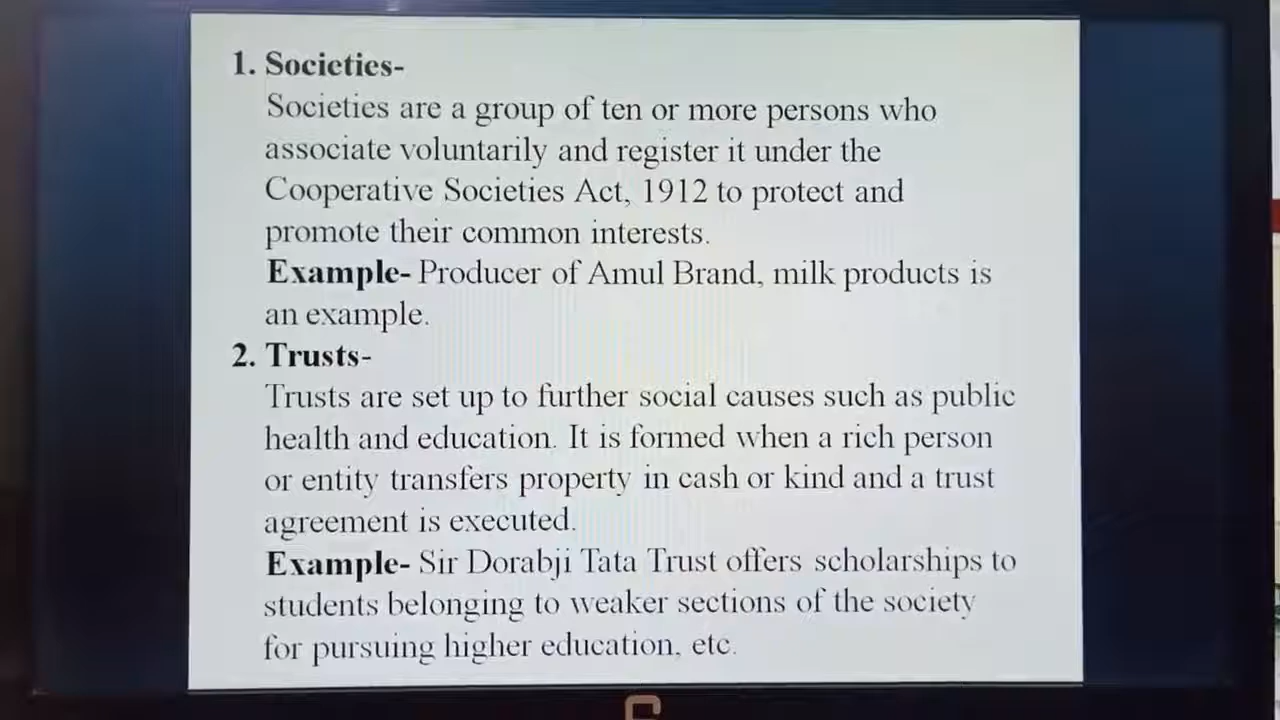 1. Societies-
Societies are a group of ten or more persons who
associate voluntarily and register it under the
Cooperative Societies Act, 1912 to protect and
promote their common interests.
Example- Producer of Amul Brand, milk products is
an example.
2. Trusts-
Trusts are set up to further social causes such as public
health and education. It is formed when a rich person
or entity transfers property in cash or kind and a trust
agreement is executed.
Example- Sir Dorabji Tata Trust offers scholarships to
students belonging to weaker sections of the society
for pursuing higher education, etc.